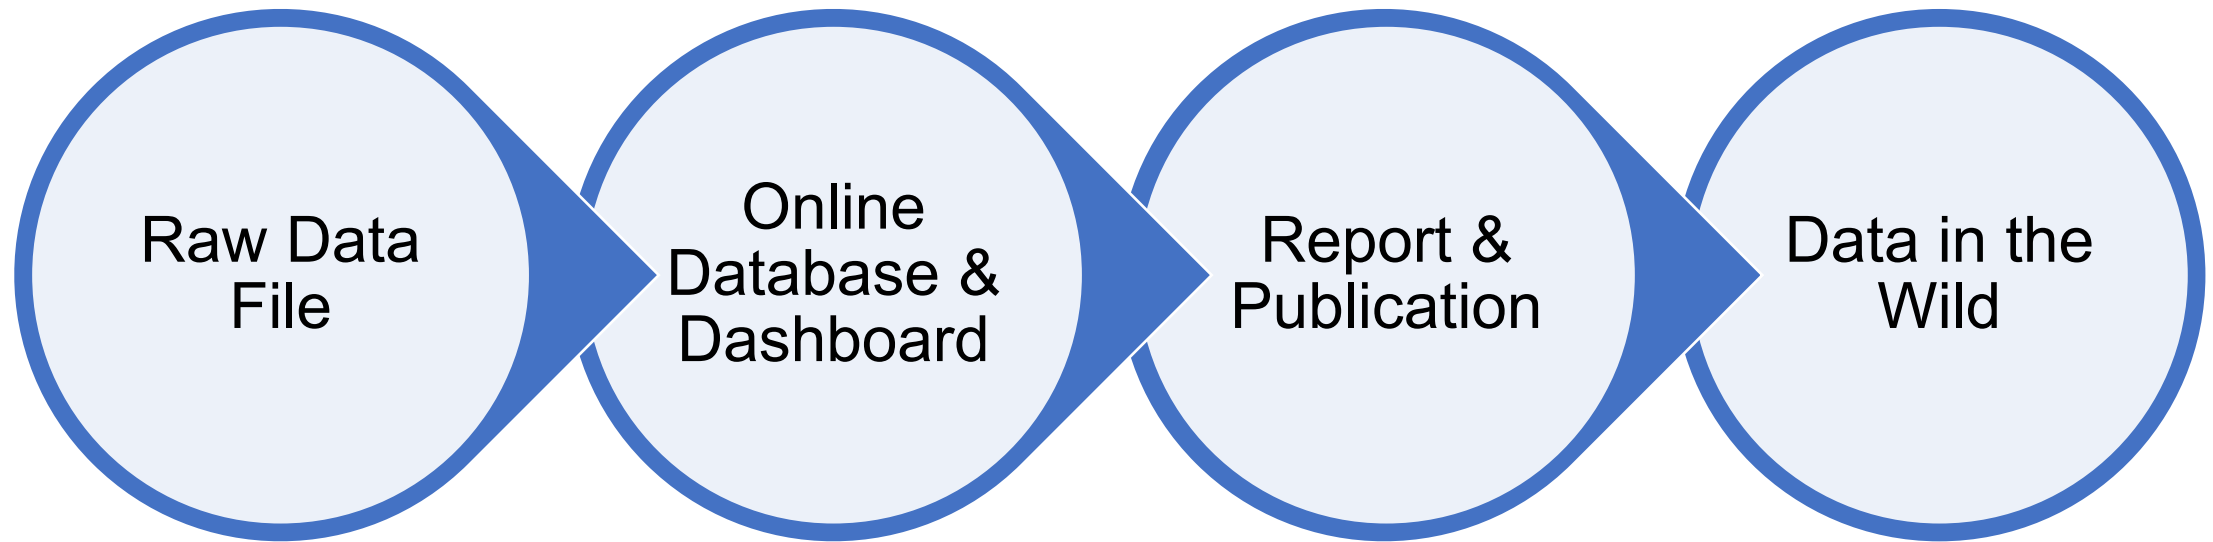 Raw Data
File
Online
Database &
Dashboard
Report &
Publication
Data in the
Wild